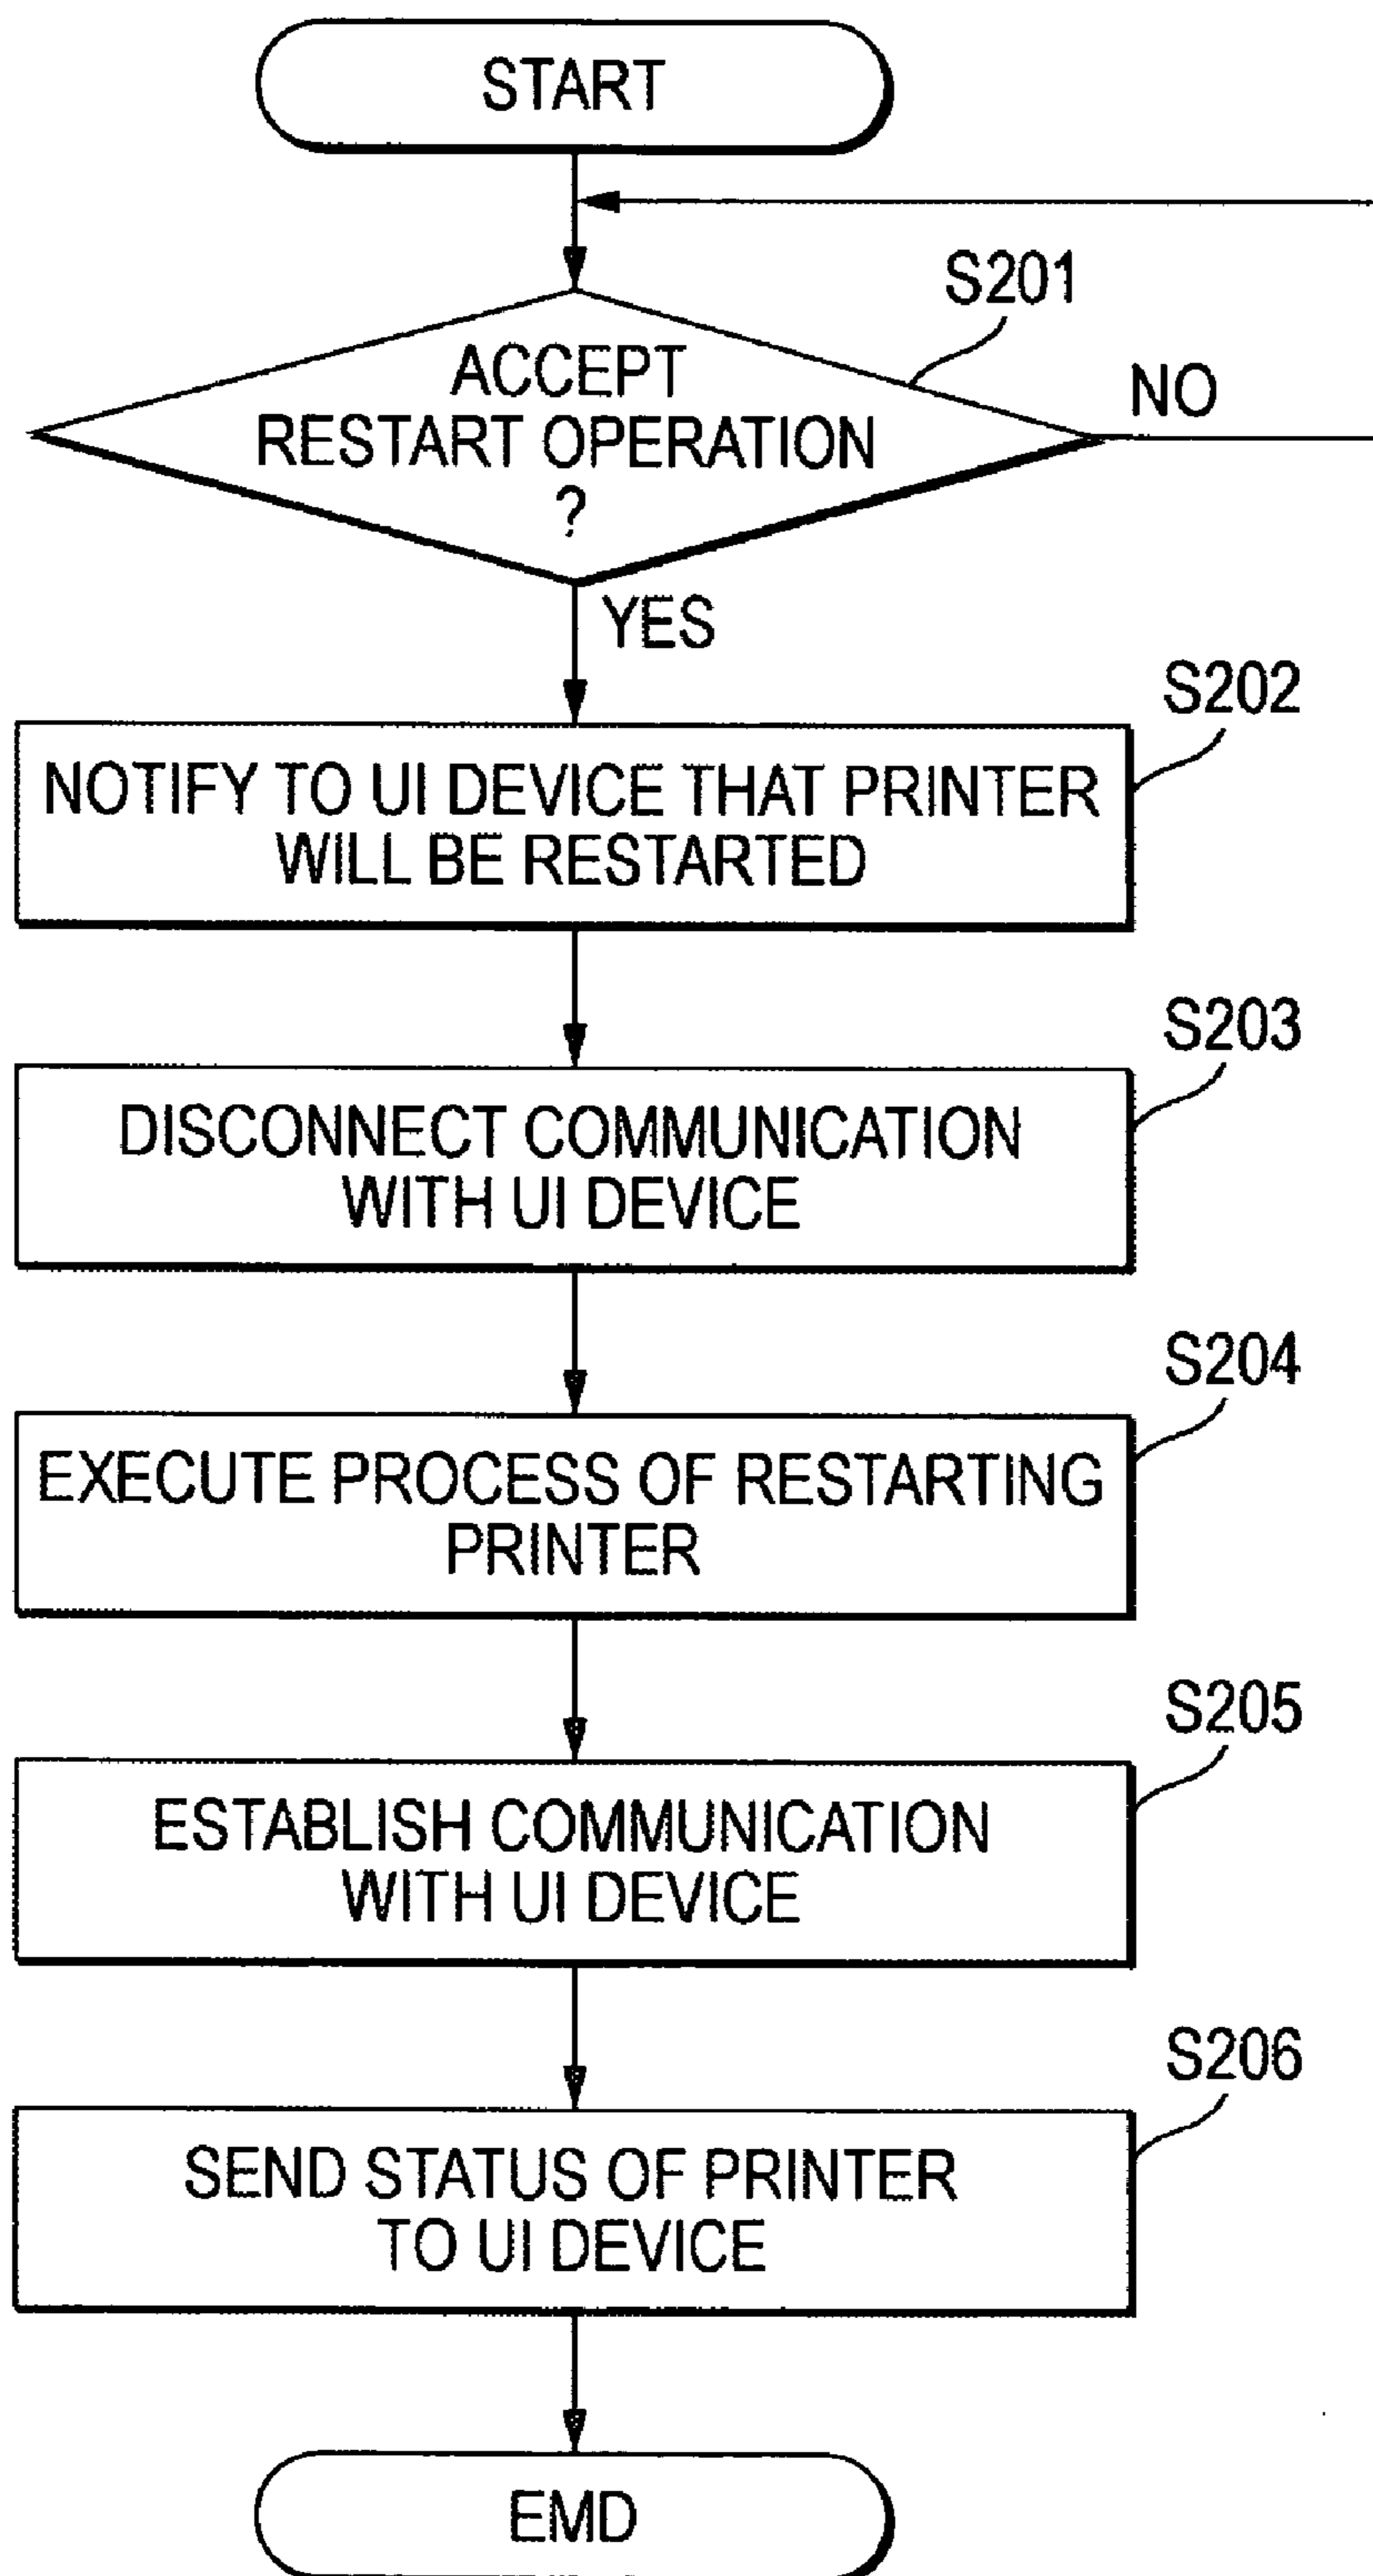 START
S201
ACCEPT
RESTART OPERATION
?
NO
YES
S202
NOTIFY TO UI DEVICE THAT PRINTER
WILL BE RESTARTED
S203
DISCONNECT COMMUNICATION
WITH UI DEVICE
S204
EXECUTE PROCESS OF RESTARTING
PRINTER
S205
ESTABLISH COMMUNICATION
WITH UI DEVICE
S206
SEND STATUS OF PRINTER
TO UI DEVICE
EMD